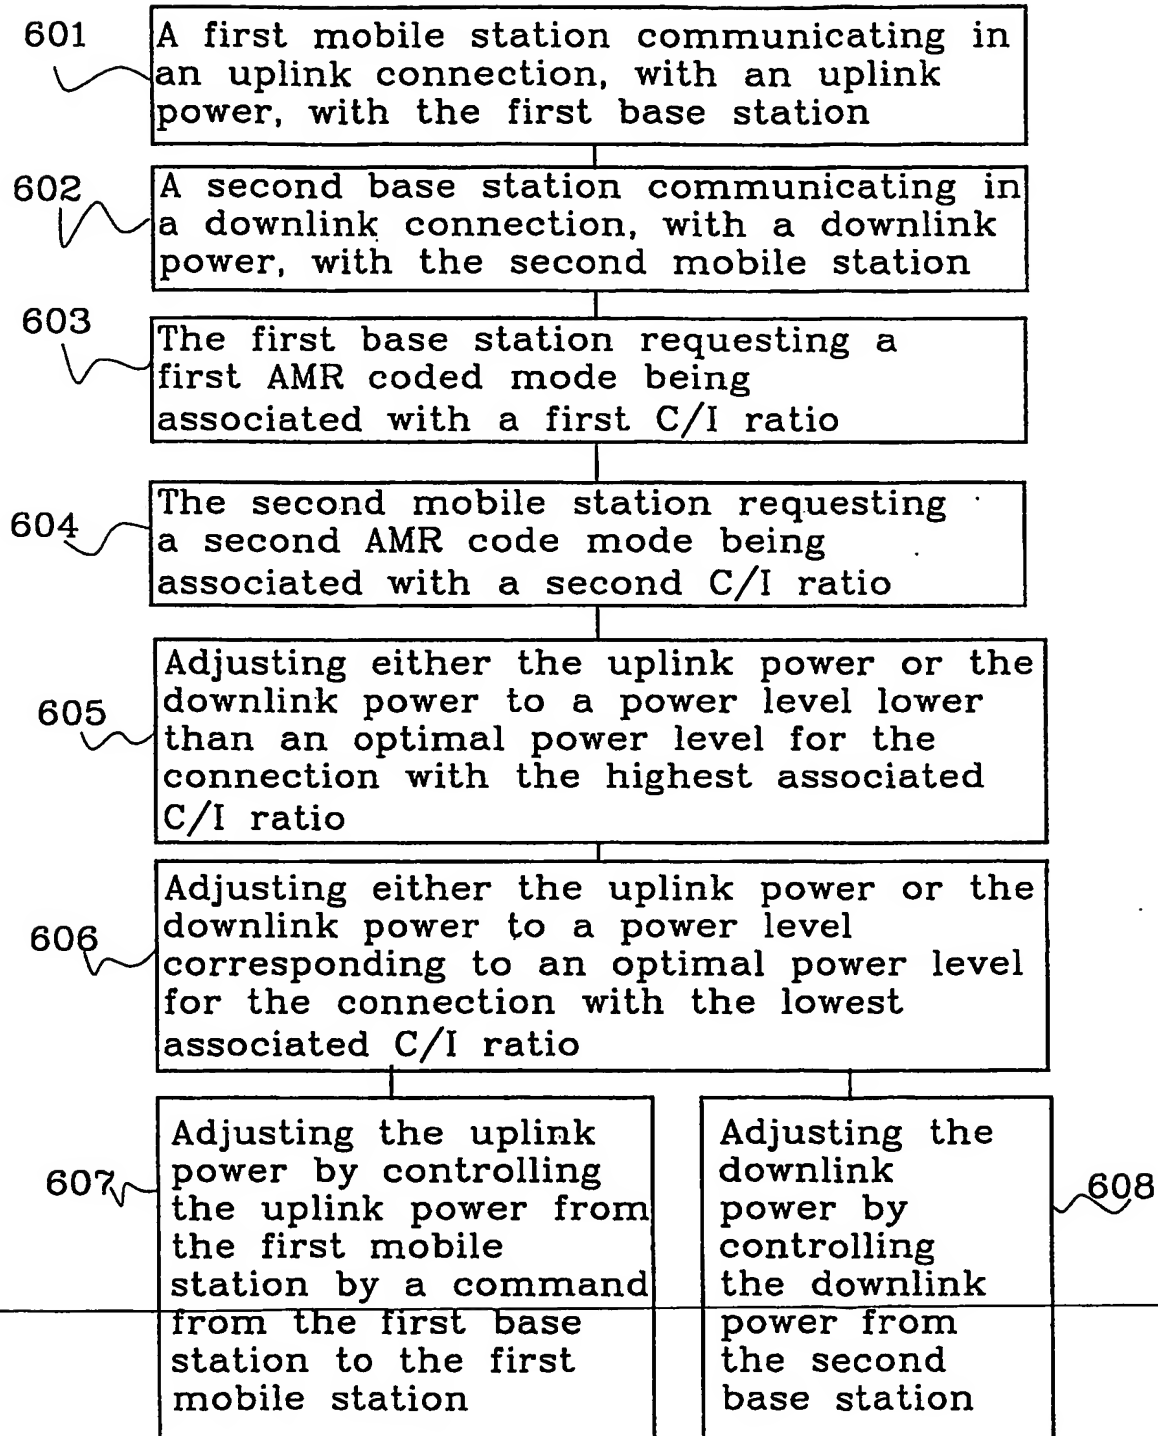 601
A first mobile station communicating in
an uplink connection, with an uplink
power, with the first base station
602
A second base station communicating in
a downlink connection, with a downlink
power, with the second mobile station
603
The first base station requesting a
first AMR coded mode being
associated with a first C/I ratio
604
The second mobile station requesting
a second AMR code mode being
associated with a second C/I ratio
605
Adjusting either the uplink power or the
downlink power to a power level lower
than an optimal power level for the
connection with the highest associated
C/I ratio
606
Adjusting either the uplink power or the
downlink power to a power level
corresponding to an optimal power level
for the connection with the lowest
associated C/I ratio
607
Adjusting the uplink
power by controlling
the uplink power from
the first mobile
station by a command
from the first base
station to the first
mobile station
Adjusting the
downlink
power by
controlling
the downlink
power from
the second
base station
608